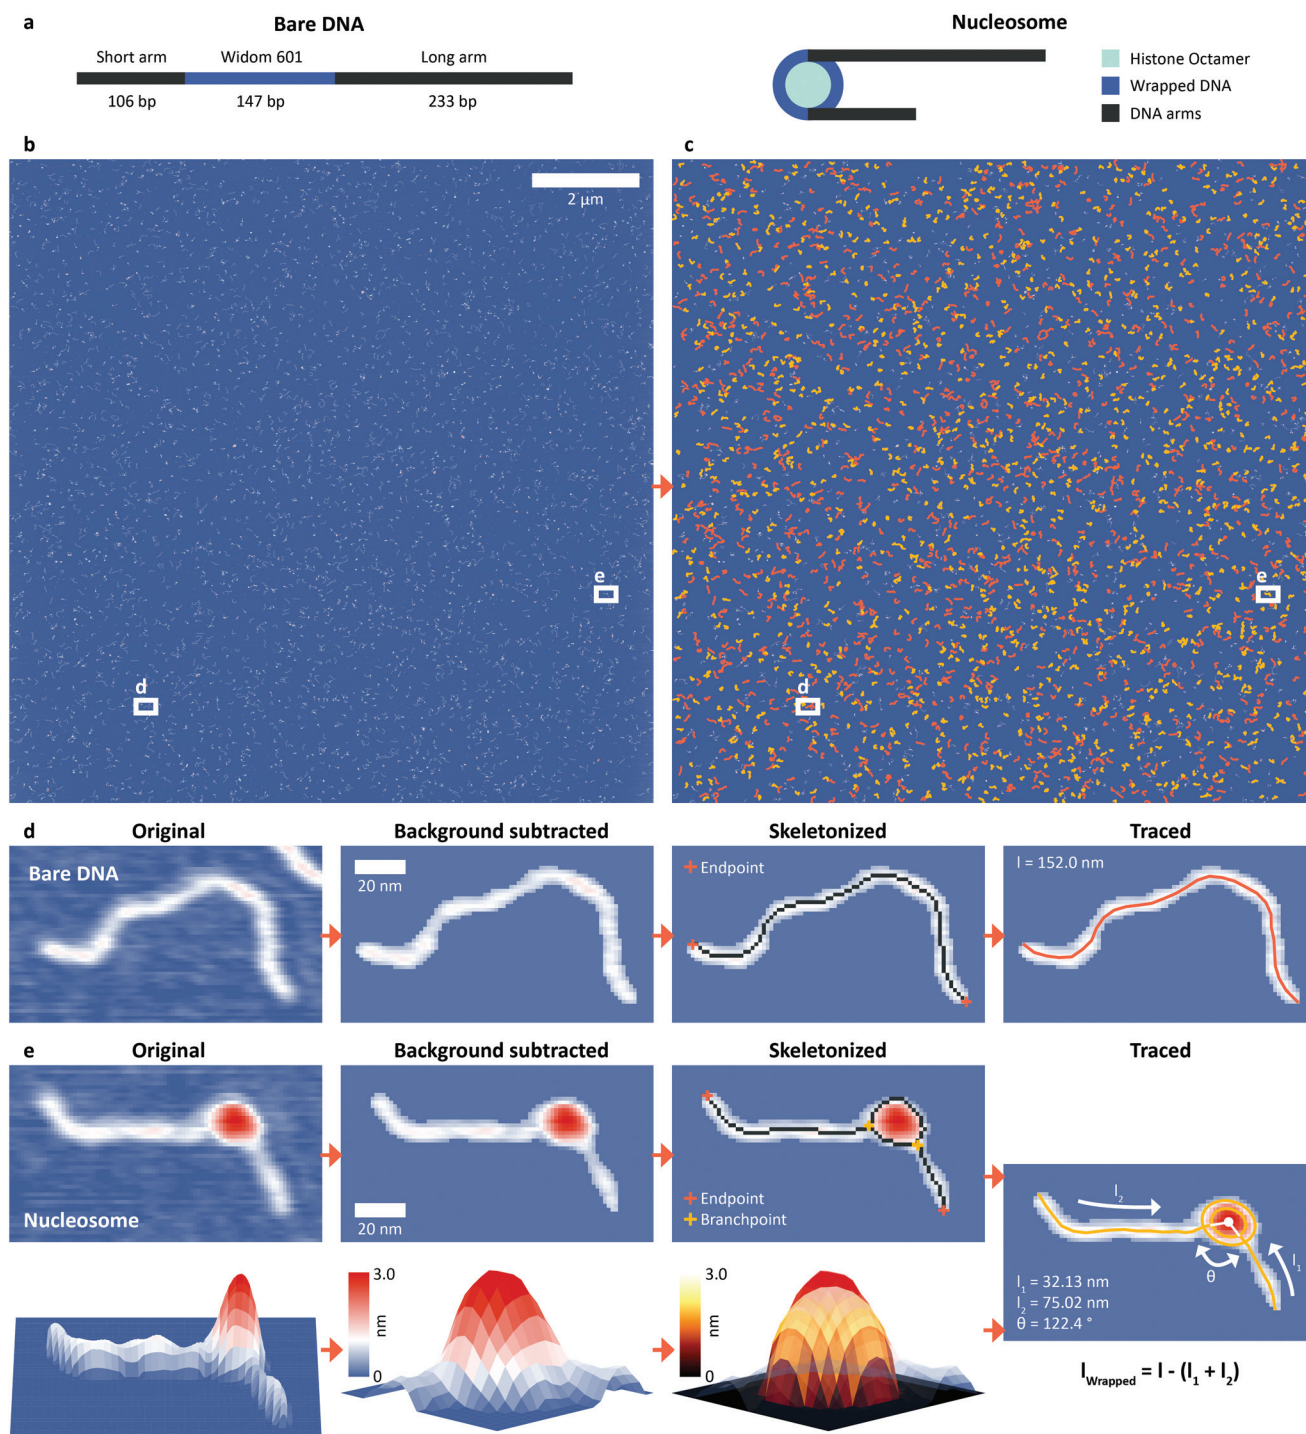 a
Bare DNA
Nucleosome
Short arm
Widom 601
Long arm
106 bp
147 bp
233 bp
Histone Octamer
Wrapped DNA
DNA arms
b
c
2 µm
e
d
e
d
d
Original
Background subtracted
Skeletonized
Traced
Bare DNA
20 nm
Endpoint
l = 152.0 nm
e
Original
Background subtracted
Skeletonized
Traced
Nucleosome
20 nm
Endpoint
Branchpoint
l₂
θ
l₁
l₁ = 32.13 nm
l₂ = 75.02 nm
θ = 122.4 °
3.0
nm
0
3.0
nm
0
lWrapped = l - (l₁ + l₂)